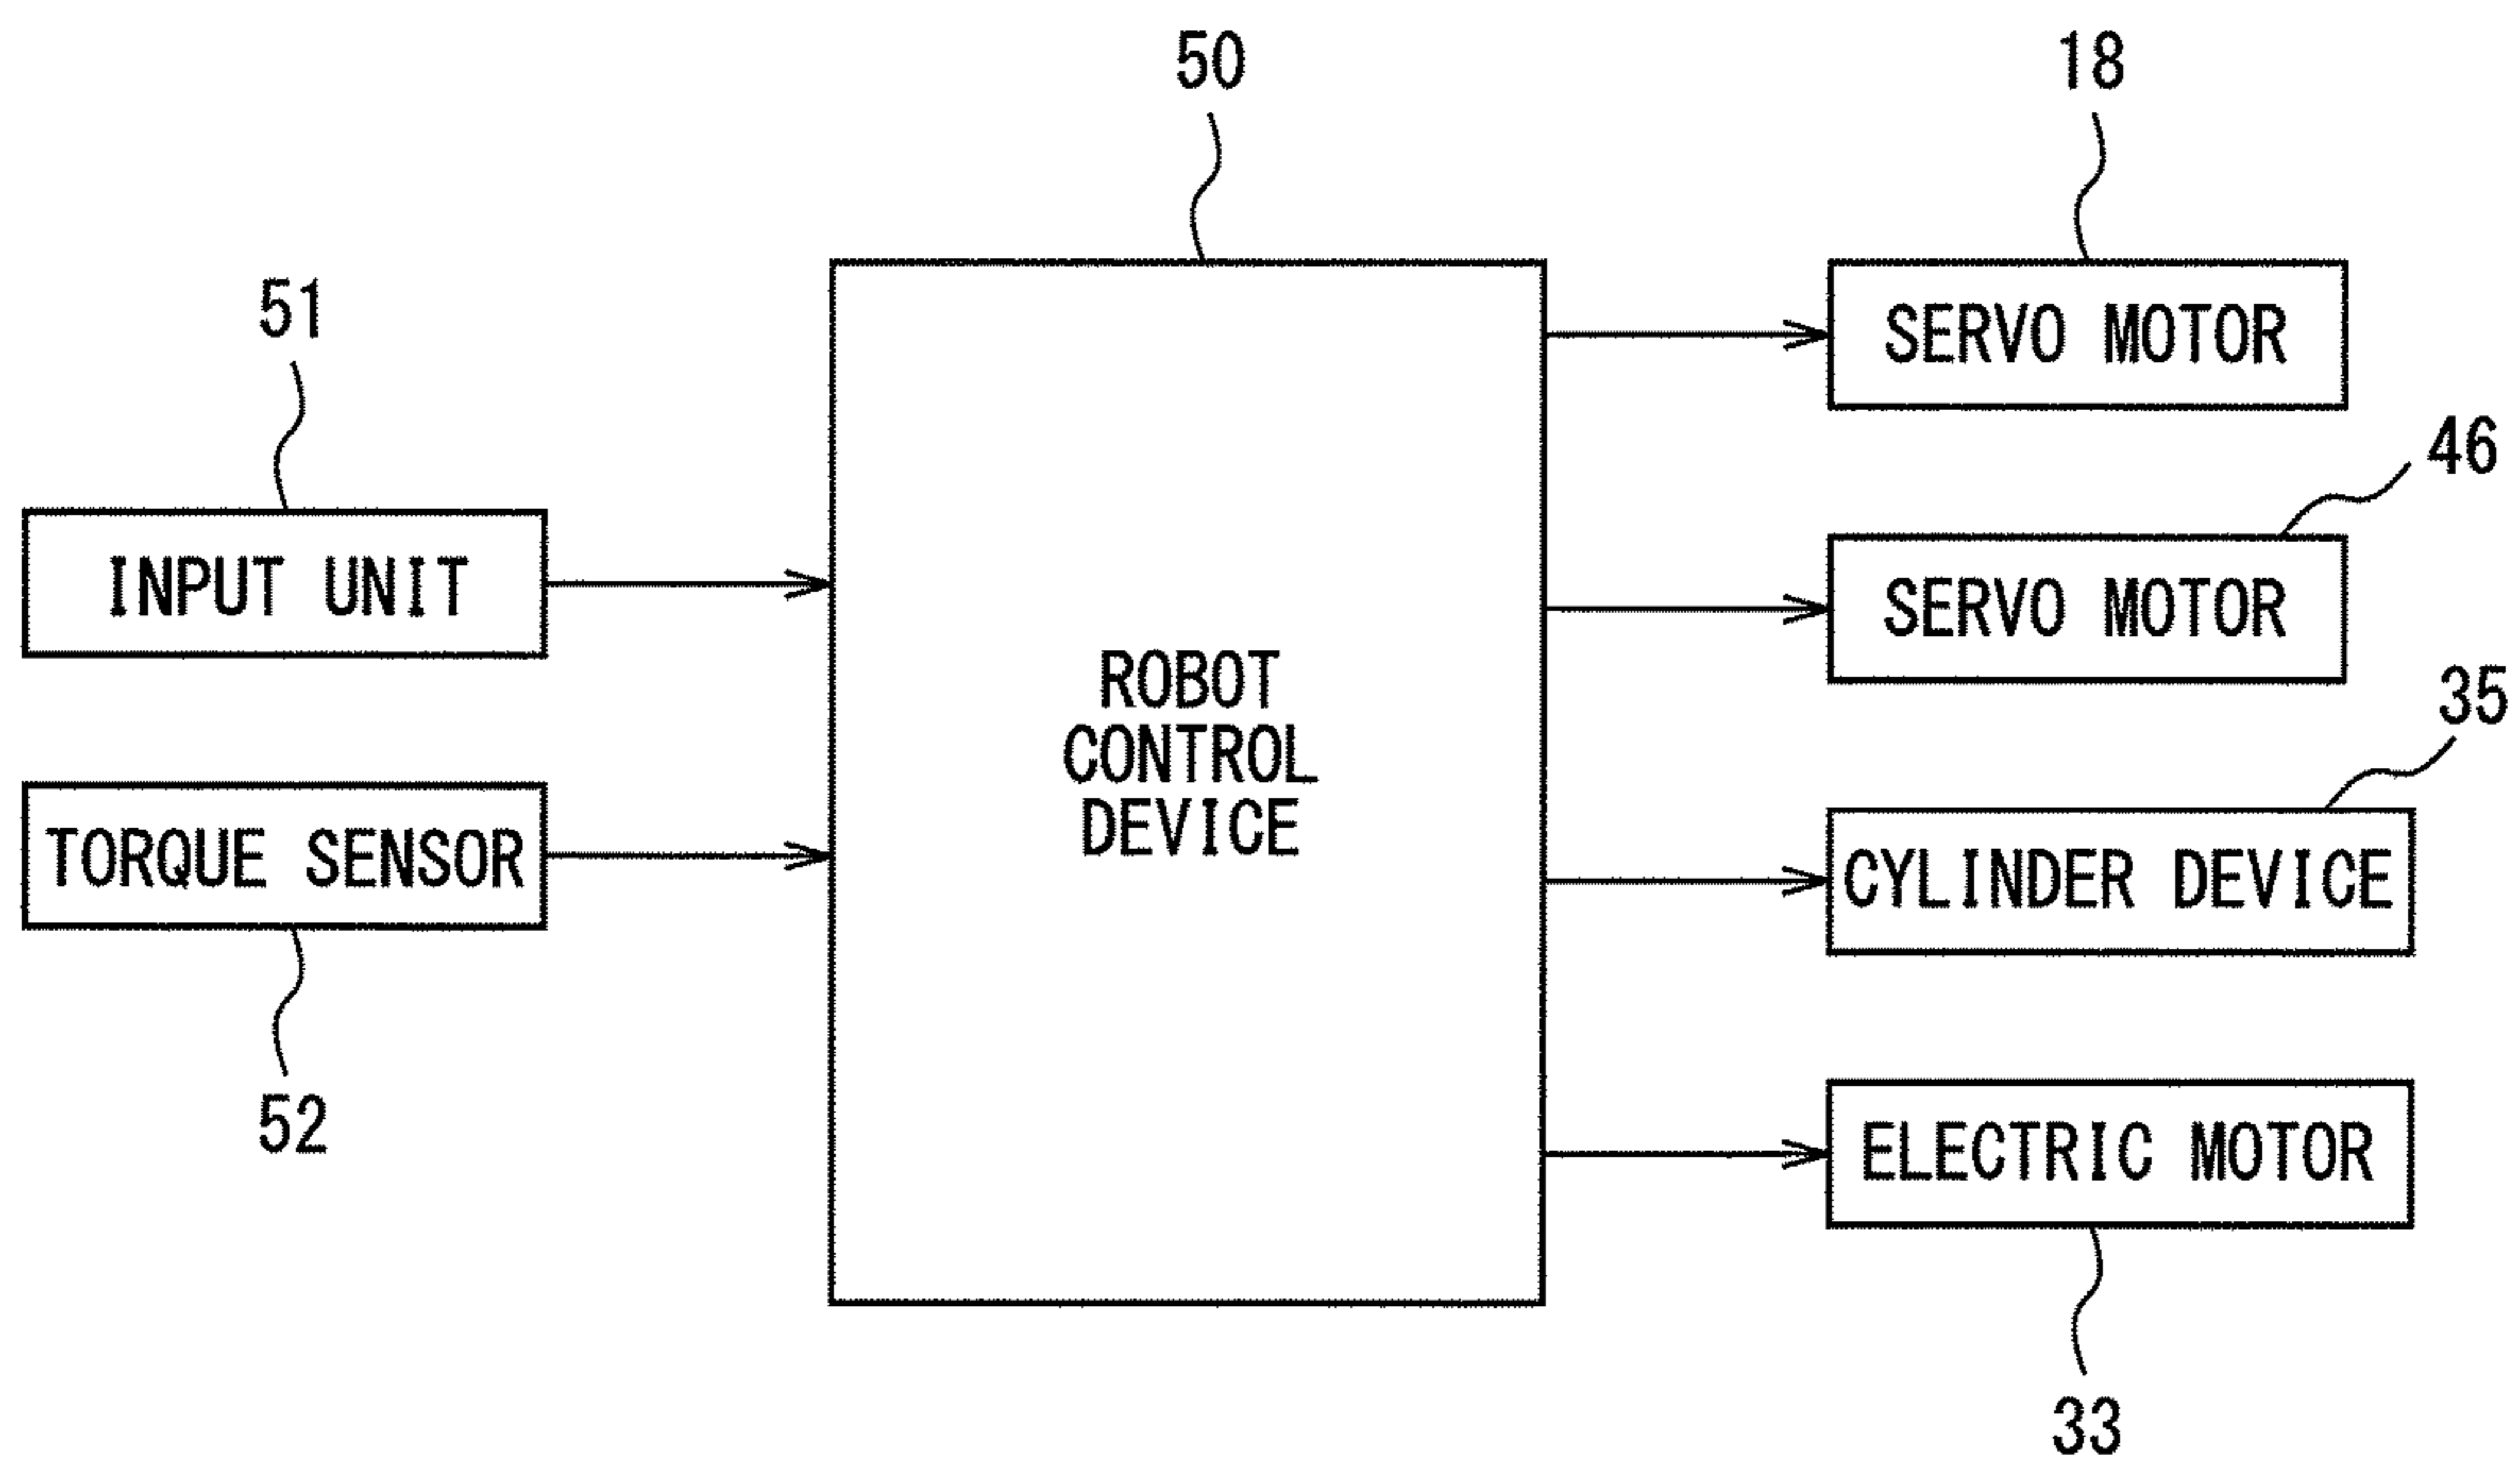 50
18
51
SERVO MOTOR
46
INPUT UNIT
SERVO MOTOR
ROBOT
CONTROL
DEVICE
35
TORQUE SENSOR
CYLINDER DEVICE
52
ELECTRIC MOTOR
33